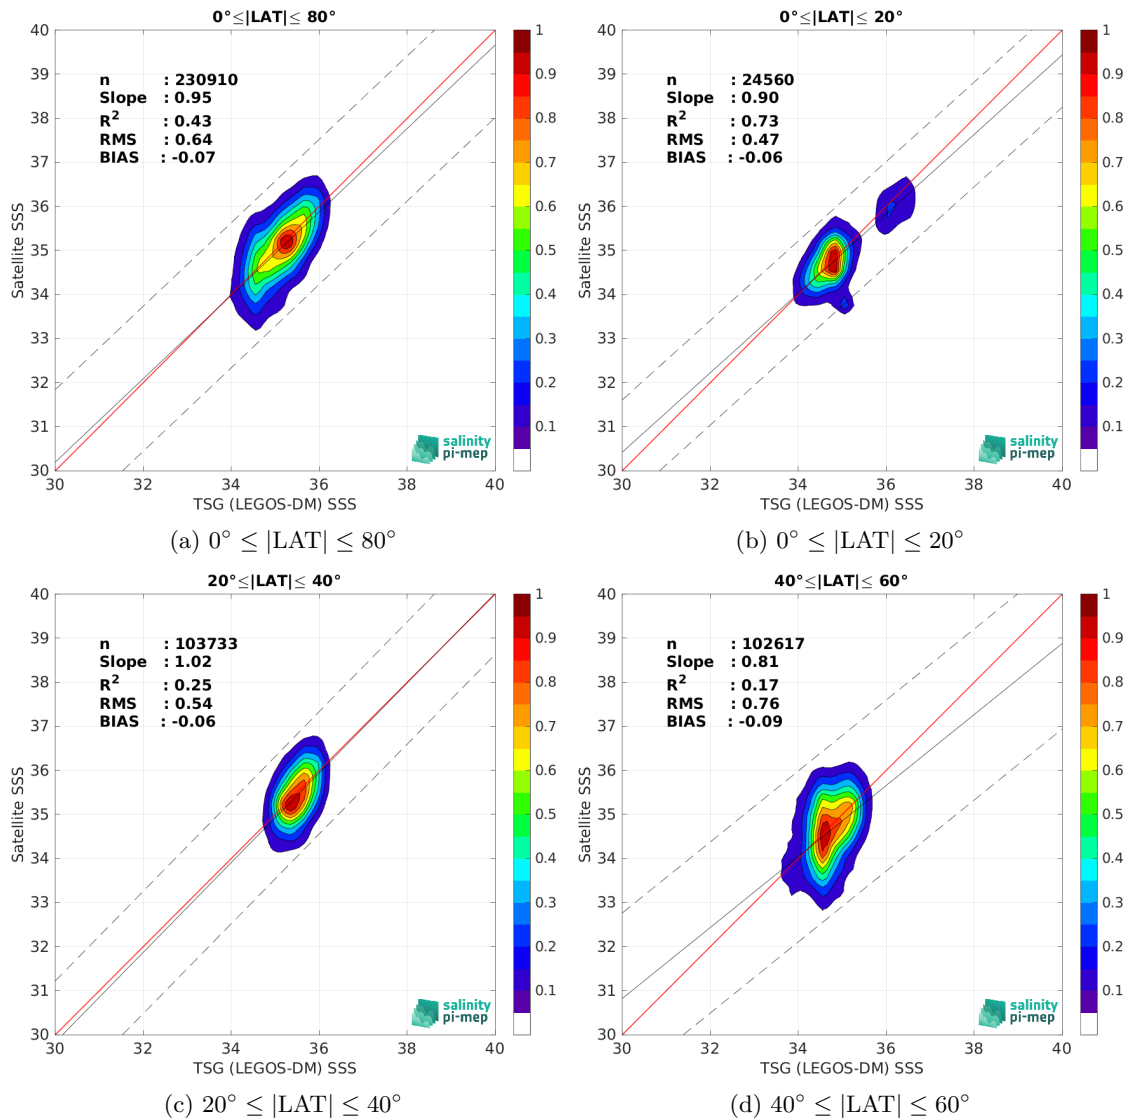 0°≤|LAT|≤ 80°
40
39
38
37
36
35
34
33
32
31
30
30
32
34
36
38
40
Satellite SSS
TSG (LEGOS-DM) SSS
n : 230910
Slope : 0.95
R² : 0.43
RMS : 0.64
BIAS : -0.07
salinity
pi-mep
1
0.9
0.8
0.7
0.6
0.5
0.4
0.3
0.2
0.1
(a) 0° ≤ |LAT| ≤ 80°
0°≤|LAT|≤ 20°
40
39
38
37
36
35
34
33
32
31
30
30
32
34
36
38
40
Satellite SSS
TSG (LEGOS-DM) SSS
n : 24560
Slope : 0.90
R² : 0.73
RMS : 0.47
BIAS : -0.06
salinity
pi-mep
1
0.9
0.8
0.7
0.6
0.5
0.4
0.3
0.2
0.1
(b) 0° ≤ |LAT| ≤ 20°
20°≤|LAT|≤ 40°
40
39
38
37
36
35
34
33
32
31
30
30
32
34
36
38
40
Satellite SSS
TSG (LEGOS-DM) SSS
n : 103733
Slope : 1.02
R² : 0.25
RMS : 0.54
BIAS : -0.06
salinity
pi-mep
1
0.9
0.8
0.7
0.6
0.5
0.4
0.3
0.2
0.1
(c) 20° ≤ |LAT| ≤ 40°
40°≤|LAT|≤ 60°
40
39
38
37
36
35
34
33
32
31
30
30
32
34
36
38
40
Satellite SSS
TSG (LEGOS-DM) SSS
n : 102617
Slope : 0.81
R² : 0.17
RMS : 0.76
BIAS : -0.09
salinity
pi-mep
1
0.9
0.8
0.7
0.6
0.5
0.4
0.3
0.2
0.1
(d) 40° ≤ |LAT| ≤ 60°